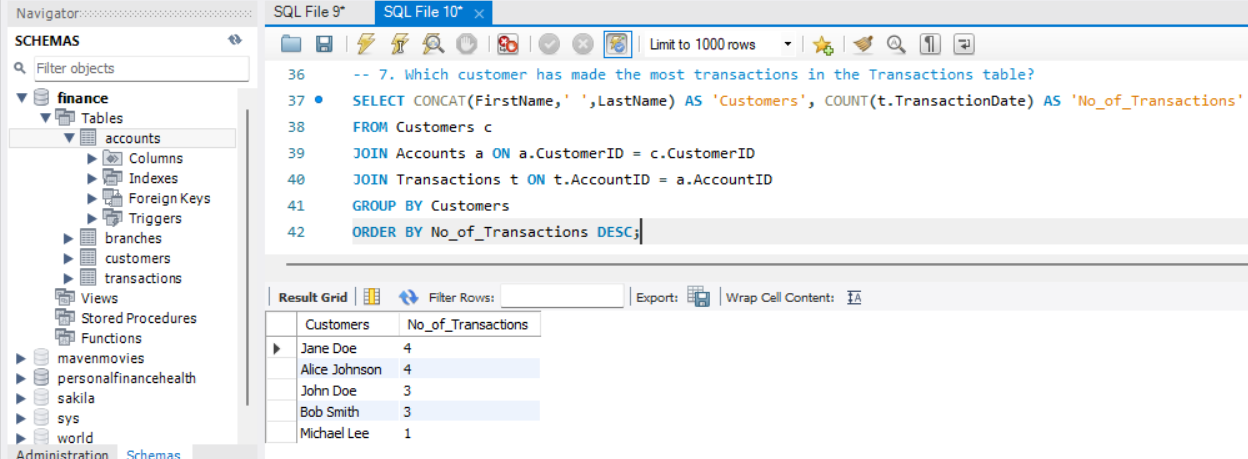 Navigator
SCHEMAS
Filter objects
finance
Tables
accounts
Columns
Indexes
Foreign Keys
Triggers
branches
customers
transactions
Views
Stored Procedures
Functions
mavenmovies
personalfinancehealth
sakila
sys
world
Administration Schemas
SQL File 9* SQL File 10* ×
Limit to 1000 rows
36 -- 7. Which customer has made the most transactions in the Transactions table?
37 SELECT CONCAT(FirstName,' ',LastName) AS 'Customers', COUNT(t.TransactionDate) AS 'No_of_Transactions'
38 FROM Customers c
39 JOIN Accounts a ON a.CustomerID = c.CustomerID
40 JOIN Transactions t ON t.AccountID = a.AccountID
41 GROUP BY Customers
42 ORDER BY No_of_Transactions DESC;
Result Grid Filter Rows: Export: Wrap Cell Content: IA
Customers No_of_Transactions
Jane Doe 4
Alice Johnson 4
John Doe 3
Bob Smith 3
Michael Lee 1